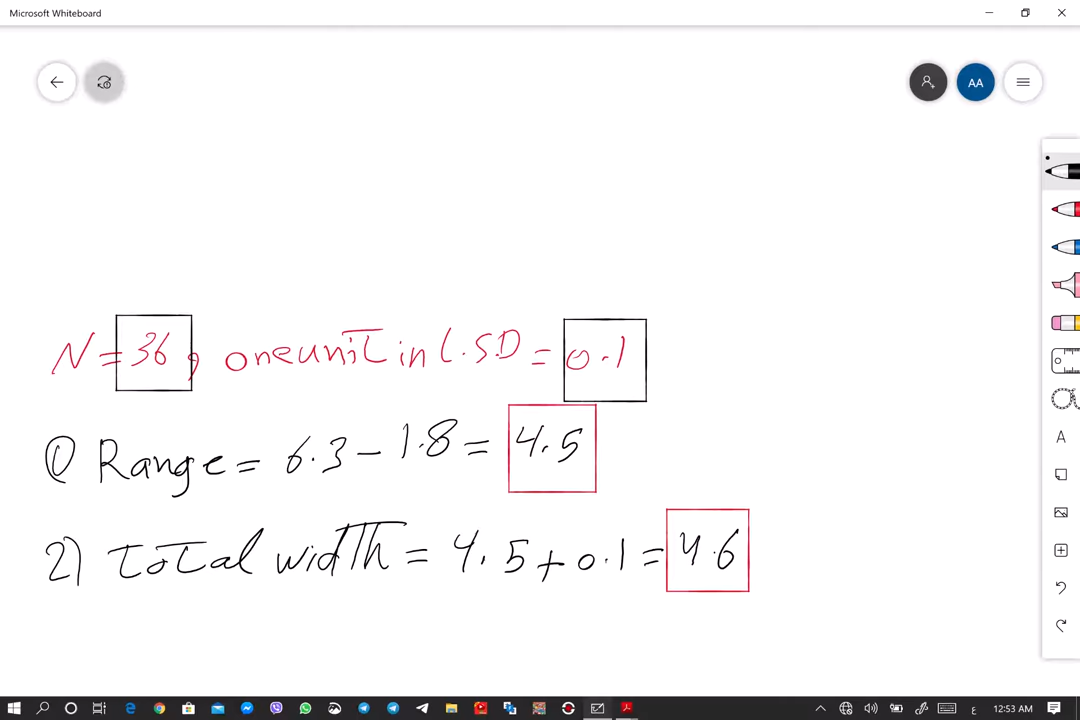 Microsoft Whiteboard
AA
N = 36, one unit in L.S.D = 0.1
① Range = 6.3 - 1.8 = 4.5
2) Total width = 4.5 + 0.1 = 4.6
A
ع
12:53 AM